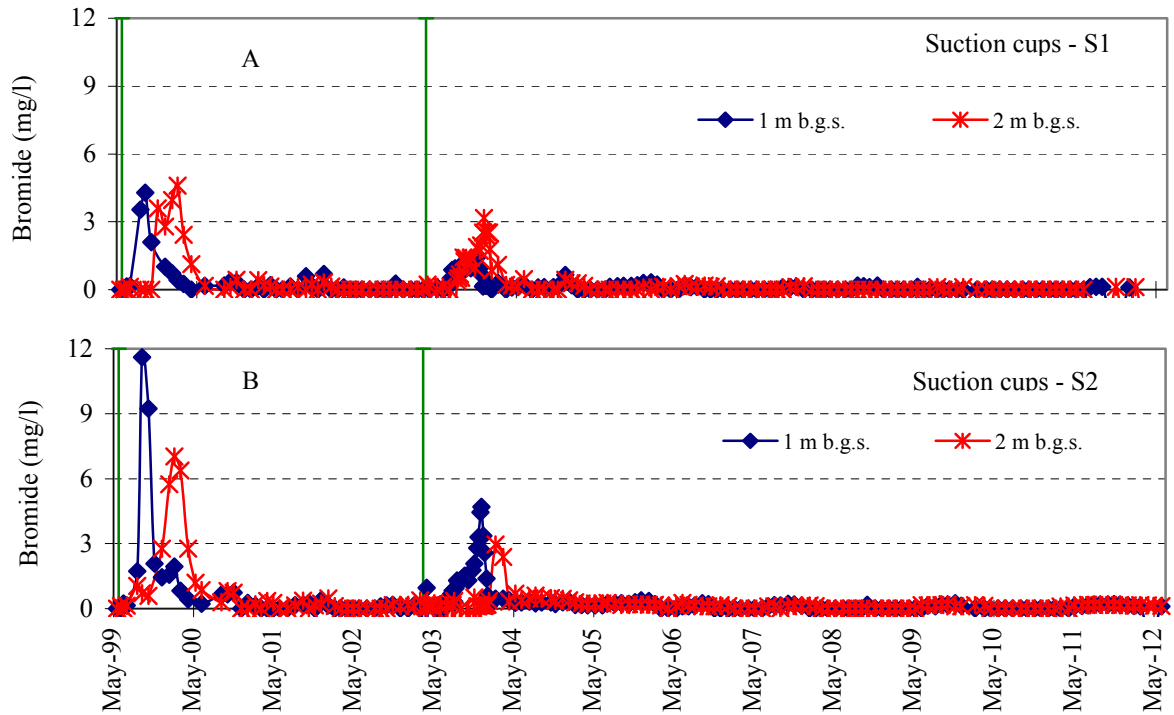 12
9
6
3
0
Bromide (mg/l)
A
Suction cups - S1
1 m b.g.s.
2 m b.g.s.
12
9
6
3
0
Bromide (mg/l)
B
Suction cups - S2
1 m b.g.s.
2 m b.g.s.
May-99
May-00
May-01
May-02
May-03
May-04
May-05
May-06
May-07
May-08
May-09
May-10
May-11
May-12